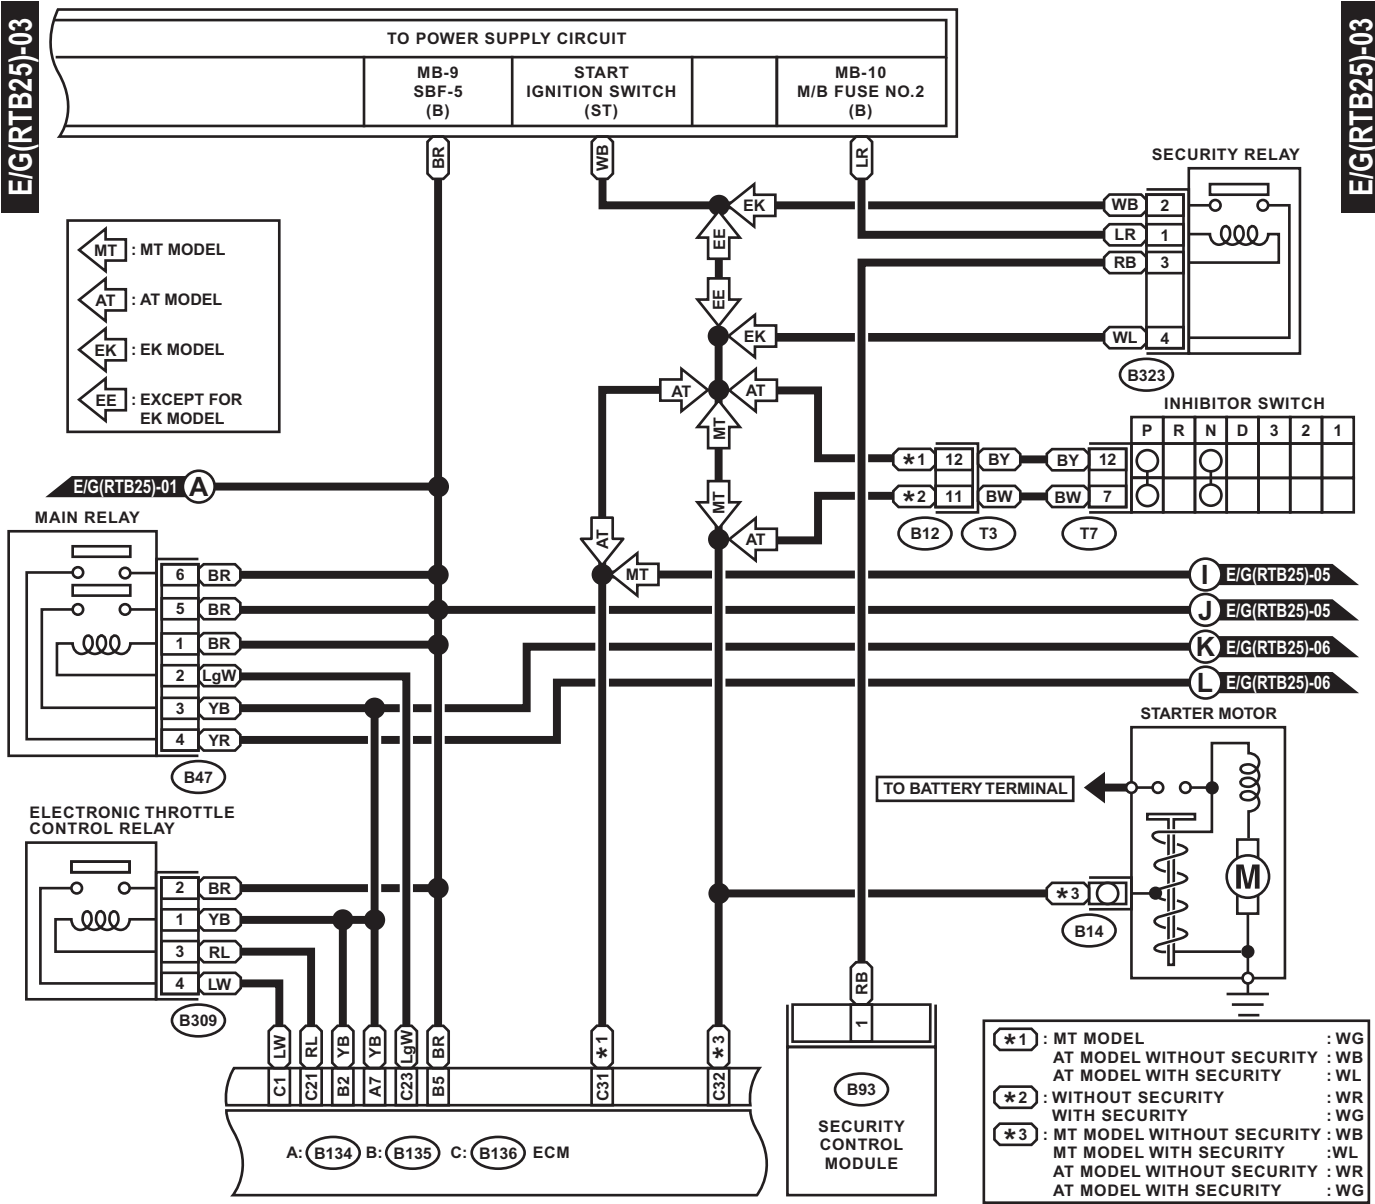 E/G(RTB25)-03
E/G(RTB25)-03
TO POWER SUPPLY CIRCUIT
MB-9
SBF-5
(B)
START
IGNITION SWITCH
(ST)
MB-10
M/B FUSE NO.2
(B)
BR
WB
LR
SECURITY RELAY
WB 2
LR 1
RB 3
WL 4
B323
EK
EE
EE
EK
MT : MT MODEL
AT : AT MODEL
EK : EK MODEL
EE : EXCEPT FOR
EK MODEL
AT
AT
MT
MT
AT
AT
MT
INHIBITOR SWITCH
P R N D 3 2 1
*1 12 BY BY 12
*2 11 BW BW 7
B12 T3 T7
E/G(RTB25)-01 A
MAIN RELAY
6 BR
5 BR
1 BR
2 LgW
3 YB
4 YR
B47
I E/G(RTB25)-05
J E/G(RTB25)-05
K E/G(RTB25)-06
L E/G(RTB25)-06
STARTER MOTOR
TO BATTERY TERMINAL
M
*3
B14
ELECTRONIC THROTTLE
CONTROL RELAY
2 BR
1 YB
3 RL
4 LW
B309
LW RL YB YB LgW BR *1 *3
C1 C21 B2 A7 C23 B5 C31 C32
A: B134 B: B135 C: B136 ECM
RB
1
B93
SECURITY
CONTROL
MODULE
*1 : MT MODEL : WG
AT MODEL WITHOUT SECURITY : WB
AT MODEL WITH SECURITY : WL
*2 : WITHOUT SECURITY : WR
WITH SECURITY : WG
*3 : MT MODEL WITHOUT SECURITY : WB
MT MODEL WITH SECURITY :WL
AT MODEL WITHOUT SECURITY : WR
AT MODEL WITH SECURITY : WG